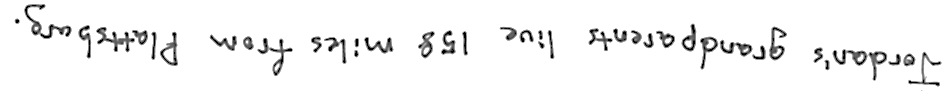 Jordan's grandparents live 158 miles from Plattsburg.